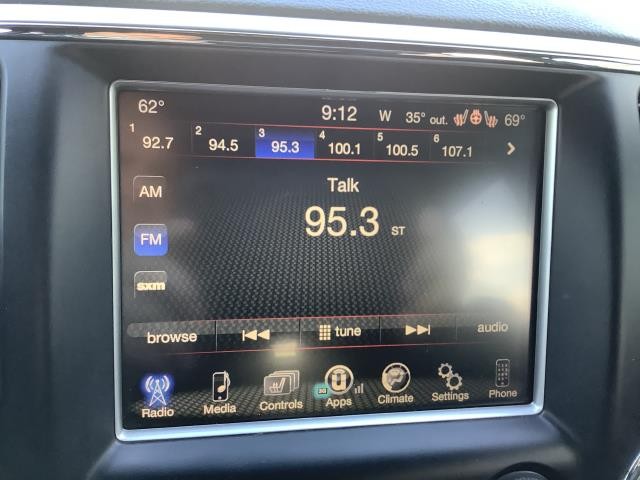 62° 9:12 W 35° out. 69°
1 92.7 2 94.5 3 95.3 4 100.1 5 100.5 6 107.1
AM
Talk
95.3 ST
FM
sxm
browse tune audio
Radio Media Controls Apps Climate Settings Phone